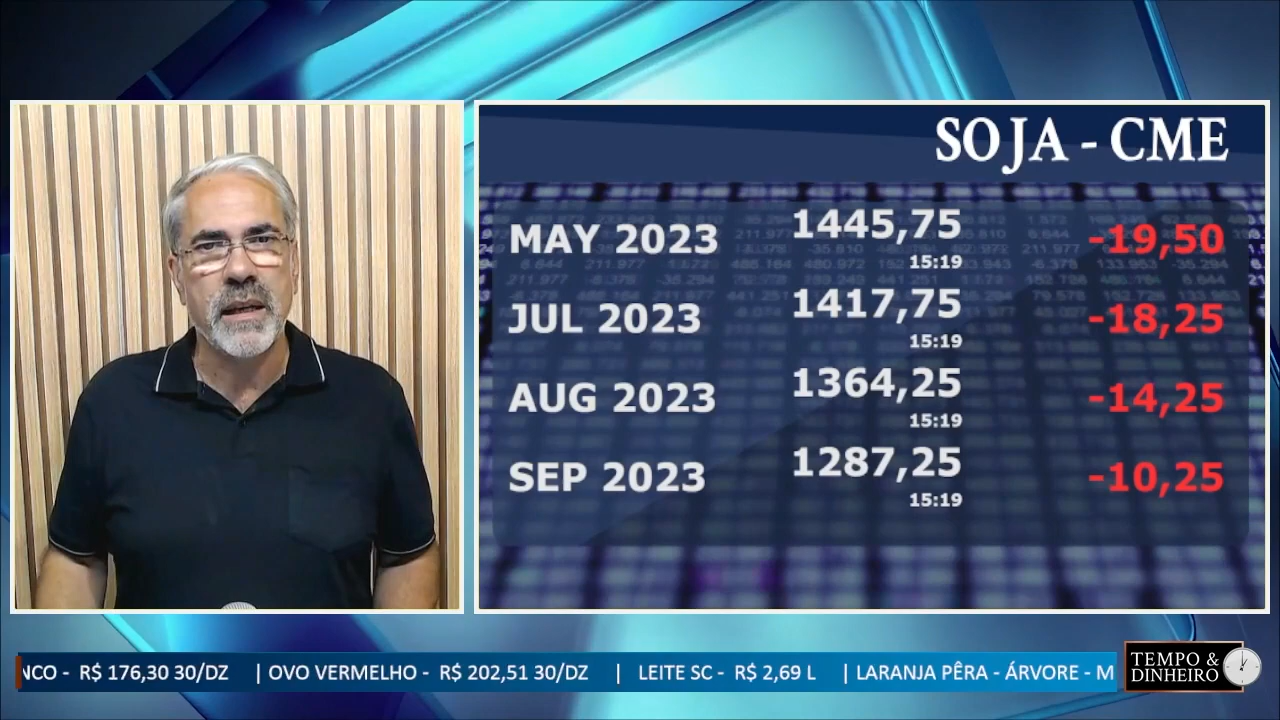 SOJA - CME
MAY 2023 1445,75 -19,50
15:19
JUL 2023 1417,75 -18,25
15:19
AUG 2023 1364,25 -14,25
15:19
SEP 2023 1287,25 -10,25
15:19
NCO - R$ 176,30 30/DZ | OVO VERMELHO - R$ 202,51 30/DZ | LEITE SC - R$ 2,69 L | LARANJA PÊRA - ÁRVORE - M
TEMPO &
DINHEIRO